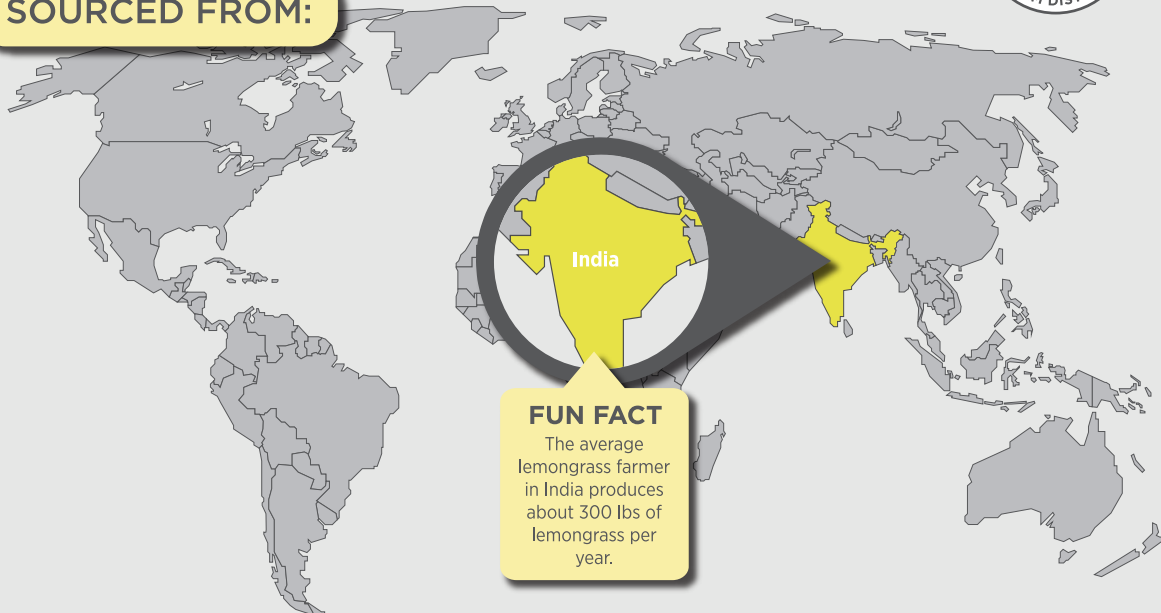 SOURCED FROM:
India
FUN FACT
The average
lemongrass farmer
in India produces
about 300 lbs of
lemongrass per
year.